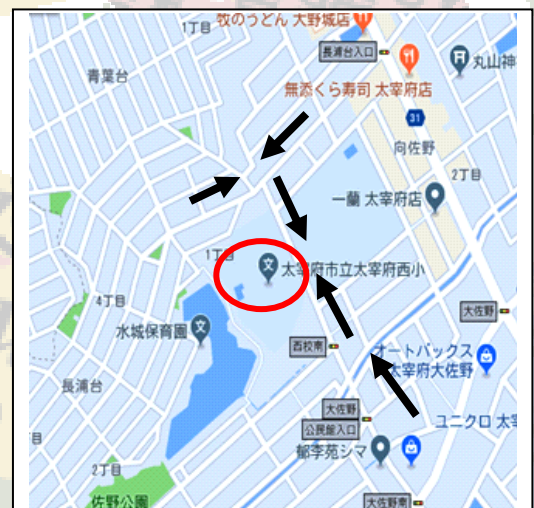 1丁目
牧のうどん 大野城店
長浦台入口
丸山神
青葉台
無添くら寿司 太宰府店
31
向佐野
2丁目
一蘭 太宰府店
1丁目
文
太宰府市立太宰府西小
4丁目
大佐野
水城保育園
文
西校南
オートバックス
太宰府大佐野
長浦台
大佐野
公民館入口
ユニクロ 太宰
目
郁李苑シマ
2丁目
佐野公園
大佐野南